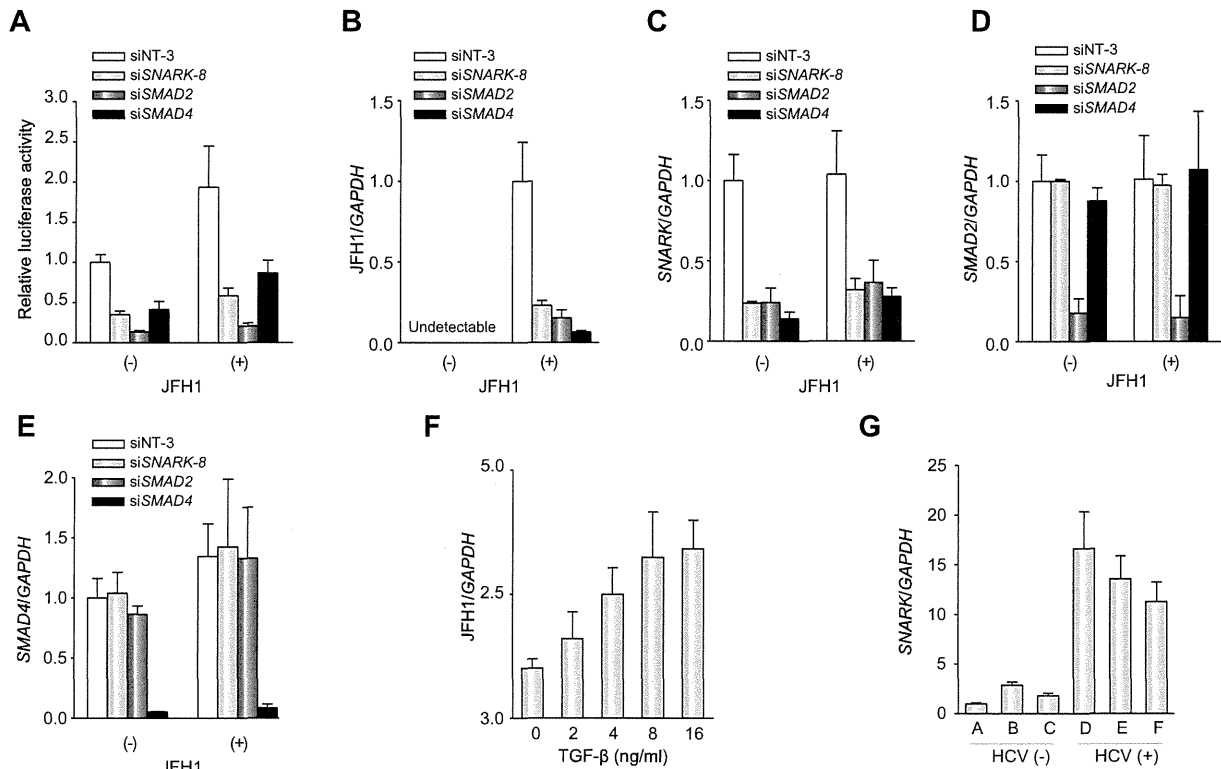 A
siNT-3
siSNARK-8
siSMAD2
siSMAD4
Relative luciferase activity
3.0
2.5
2.0
1.5
1.0
0.5
0.0
(-) (+)
JFH1
B
siNT-3
siSNARK-8
siSMAD2
siSMAD4
JFH1/GAPDH
1.5
1.0
0.5
0.0
Undetectable
(-) (+)
JFH1
C
siNT-3
siSNARK-8
siSMAD2
siSMAD4
SNARK/GAPDH
1.5
1.0
0.5
0.0
(-) (+)
JFH1
D
siNT-3
siSNARK-8
siSMAD2
siSMAD4
SMAD2/GAPDH
1.5
1.0
0.5
0.0
(-) (+)
JFH1
E
siNT-3
siSNARK-8
siSMAD2
siSMAD4
SMAD4/GAPDH
2.0
1.5
1.0
0.5
0.0
(-) (+)
JFH1
F
JFH1/GAPDH
5.0
2.5
3.0
0 2 4 8 16
TGF-β (ng/ml)
G
SNARK/GAPDH
25
20
15
10
5
0
A B C D E F
HCV (-) HCV (+)